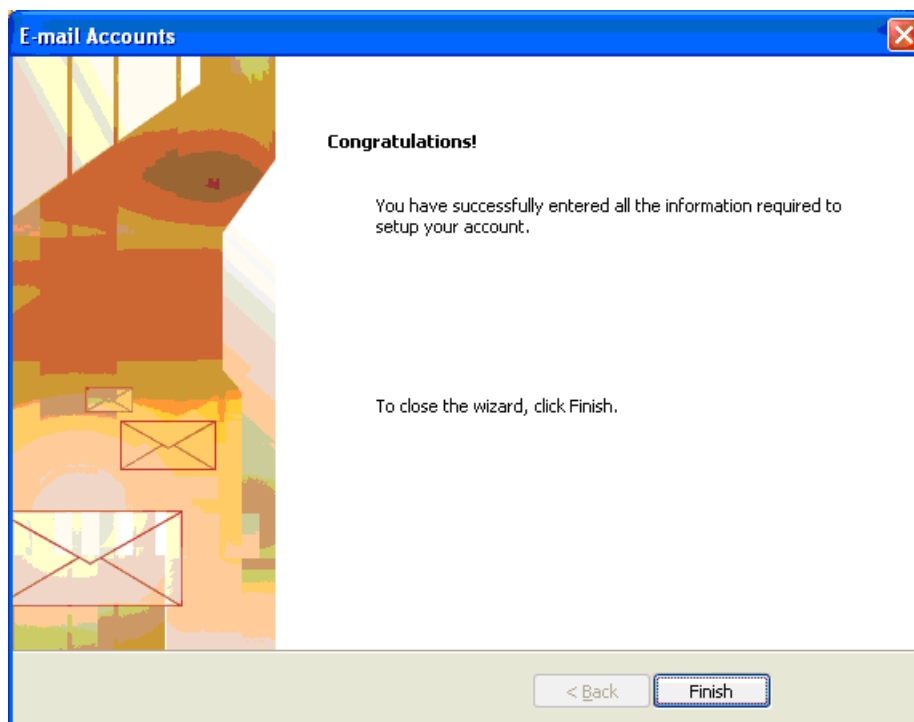 E-mail Accounts
Congratulations!
You have successfully entered all the information required to
setup your account.
To close the wizard, click Finish.
< Back
Finish